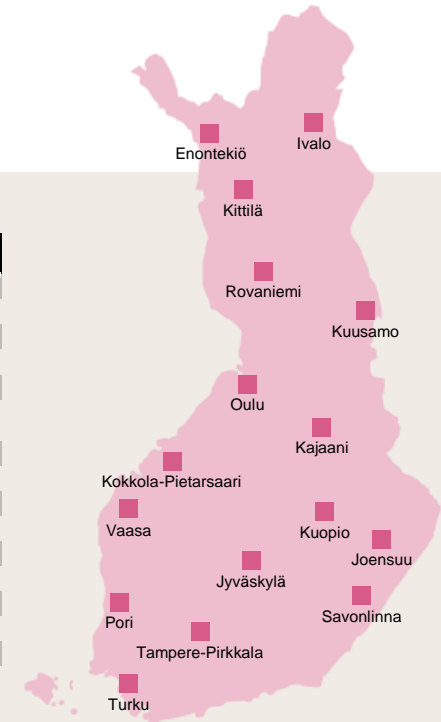 Ivalo
Enontekiö
Kittilä
Rovaniemi
Kuusamo
Oulu
Kajaani
Kokkola-Pietarsaari
Vaasa
Kuopio
Joensuu
Jyväskylä
Savonlinna
Pori
Tampere-Pirkkala
Turku